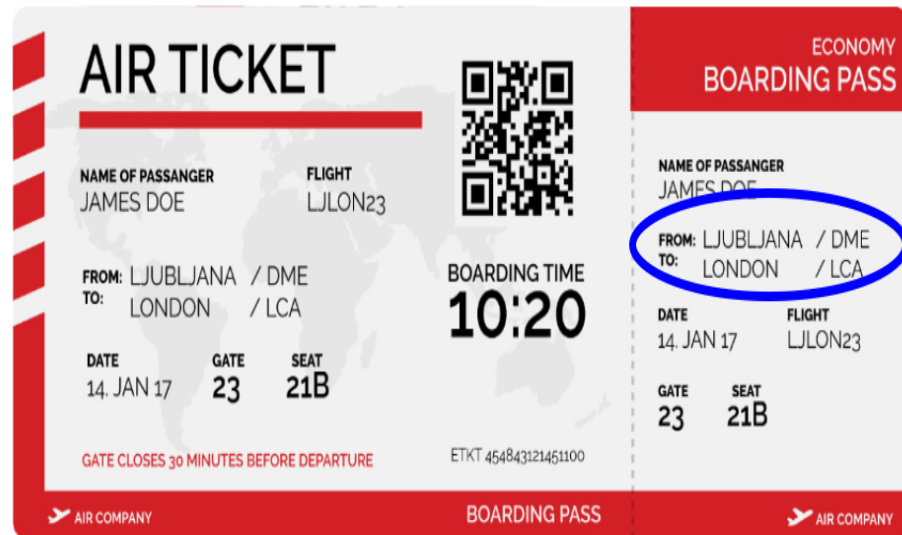 AIR TICKET
NAME OF PASSANGER FLIGHT
JAMES DOE LJLON23
FROM: LJUBLJANA / DME
TO: LONDON / LCA
DATE GATE SEAT
14. JAN 17 23 21B
GATE CLOSES 30 MINUTES BEFORE DEPARTURE
BOARDING TIME
10:20
ETKT 454843121451100
AIR COMPANY
BOARDING PASS
ECONOMY
BOARDING PASS
NAME OF PASSANGER
JAMES DOE
FROM: LJUBLJANA / DME
TO: LONDON / LCA
DATE FLIGHT
14. JAN 17 LJLON23
GATE SEAT
23 21B
AIR COMPANY